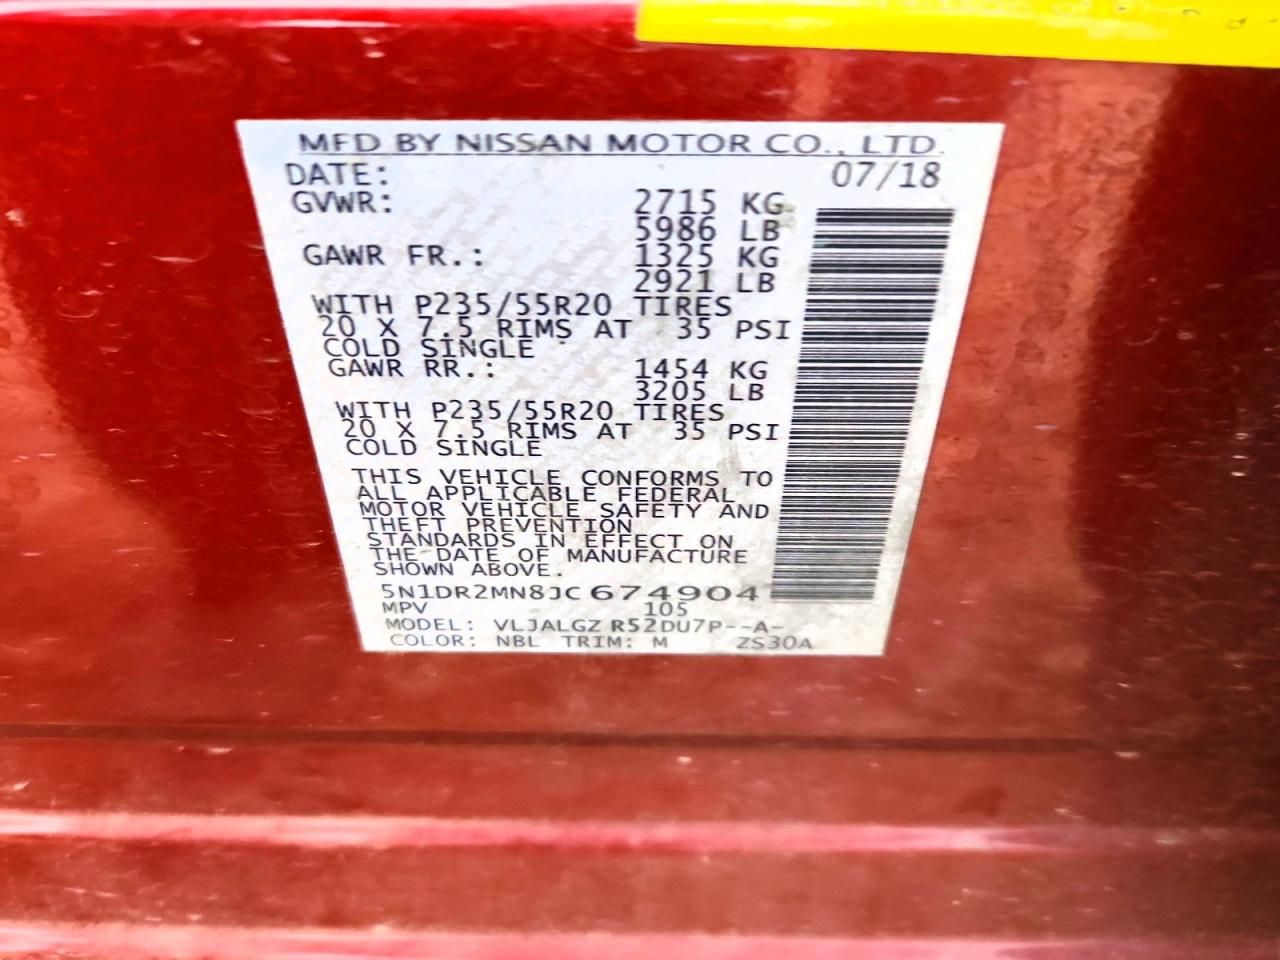 MFD BY NISSAN MOTOR CO., LTD.
DATE: 07/18
GVWR: 2715 KG
5986 LB
GAWR FR.: 1325 KG
2921 LB
WITH P235/55R20 TIRES
20 X 7.5 RIMS AT 35 PSI
COLD SINGLE
GAWR RR.: 1454 KG
3205 LB
WITH P235/55R20 TIRES
20 X 7.5 RIMS AT 35 PSI
COLD SINGLE
THIS VEHICLE CONFORMS TO
ALL APPLICABLE FEDERAL
MOTOR VEHICLE SAFETY AND
THEFT PREVENTION
STANDARDS IN EFFECT ON
THE DATE OF MANUFACTURE
SHOWN ABOVE.
5N1DR2MN8JC674904
MPV 105
MODEL: VLJALGZ R52DU7P--A-
COLOR: NBL TRIM: M ZS30A